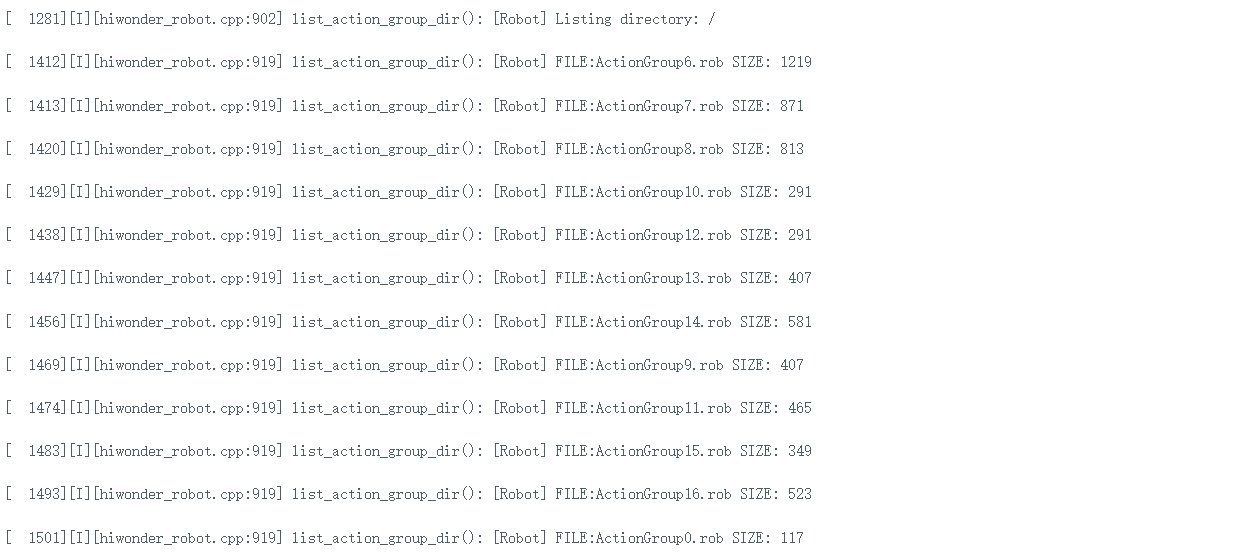 [  1281][I][hiwonder_robot.cpp:902] list_action_group_dir(): [Robot] Listing directory: /
[  1412][I][hiwonder_robot.cpp:919] list_action_group_dir(): [Robot] FILE:ActionGroup6.rob SIZE: 1219
[  1413][I][hiwonder_robot.cpp:919] list_action_group_dir(): [Robot] FILE:ActionGroup7.rob SIZE: 871
[  1420][I][hiwonder_robot.cpp:919] list_action_group_dir(): [Robot] FILE:ActionGroup8.rob SIZE: 813
[  1429][I][hiwonder_robot.cpp:919] list_action_group_dir(): [Robot] FILE:ActionGroup10.rob SIZE: 291
[  1438][I][hiwonder_robot.cpp:919] list_action_group_dir(): [Robot] FILE:ActionGroup12.rob SIZE: 291
[  1447][I][hiwonder_robot.cpp:919] list_action_group_dir(): [Robot] FILE:ActionGroup13.rob SIZE: 407
[  1456][I][hiwonder_robot.cpp:919] list_action_group_dir(): [Robot] FILE:ActionGroup14.rob SIZE: 581
[  1469][I][hiwonder_robot.cpp:919] list_action_group_dir(): [Robot] FILE:ActionGroup9.rob SIZE: 407
[  1474][I][hiwonder_robot.cpp:919] list_action_group_dir(): [Robot] FILE:ActionGroup11.rob SIZE: 465
[  1483][I][hiwonder_robot.cpp:919] list_action_group_dir(): [Robot] FILE:ActionGroup15.rob SIZE: 349
[  1493][I][hiwonder_robot.cpp:919] list_action_group_dir(): [Robot] FILE:ActionGroup16.rob SIZE: 523
[  1501][I][hiwonder_robot.cpp:919] list_action_group_dir(): [Robot] FILE:ActionGroup0.rob SIZE: 117